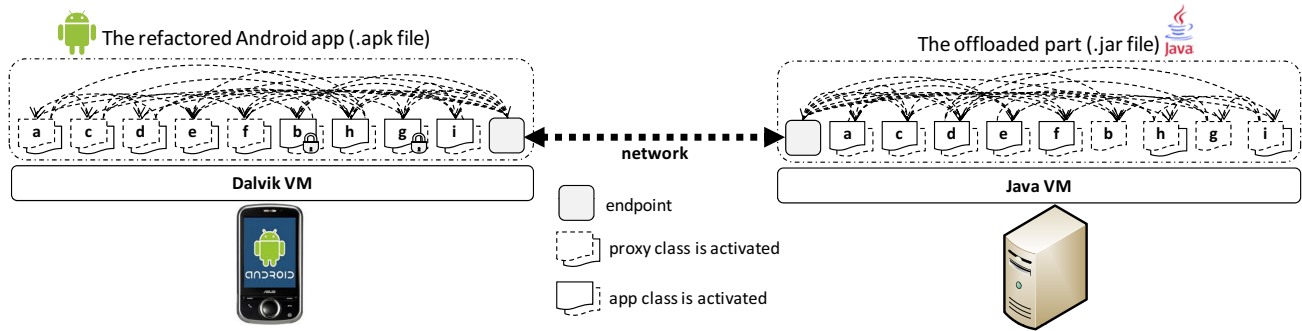 The refactored Android app (.apk file)
The offloaded part (.jar file)
Java
a c d e f b h g i
a c d e f b h g i
network
Dalvik VM
Java VM
endpoint
proxy class is activated
app class is activated
ANDROID
ASUS